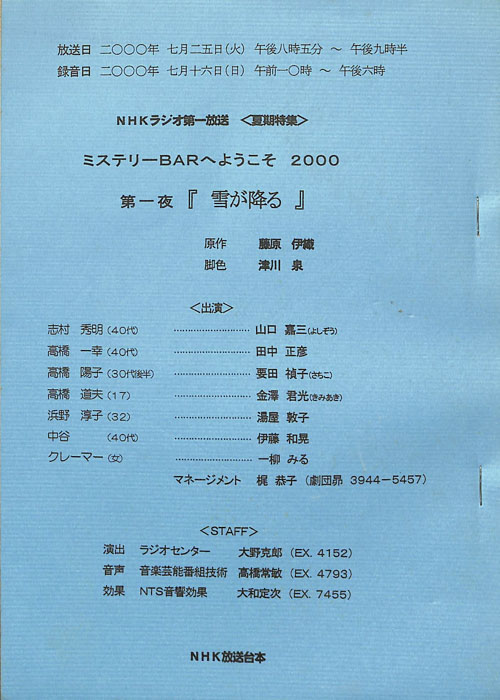 放送日 二〇〇〇年 七月二五日(火) 午後八時五分 ～ 午後九時半
録音日 二〇〇〇年 七月十六日(日) 午前一〇時 ～ 午後六時
NHKラジオ第一放送 <夏期特集>
ミステリーBARへようこそ 2000
第一夜『 雪が降る 』
原作 藤原 伊織
脚色 津川 泉
<出演>
志村 秀明(40代) ………………………… 山口 嘉三(よしぞう)
高橋 一幸(40代) ………………………… 田中 正彦
高橋 陽子(30代後半) ………………………… 要田 禎子(さちこ)
高橋 道夫(17) ………………………… 金澤 君光(きみあき)
浜野 淳子(32) ………………………… 湯屋 敦子
中谷 (40代) ………………………… 伊藤 和晃
クレーマー(女) ………………………… 一柳 みる
マネージメント 梶 恭子 (劇団昴 3944-5457)
<STAFF>
演出 ラジオセンター 大野克郎 (EX. 4152)
音声 音楽芸能番組技術 高橋常敏 (EX. 4793)
効果 NTS音響効果 大和定次 (EX. 7455)
NHK放送台本